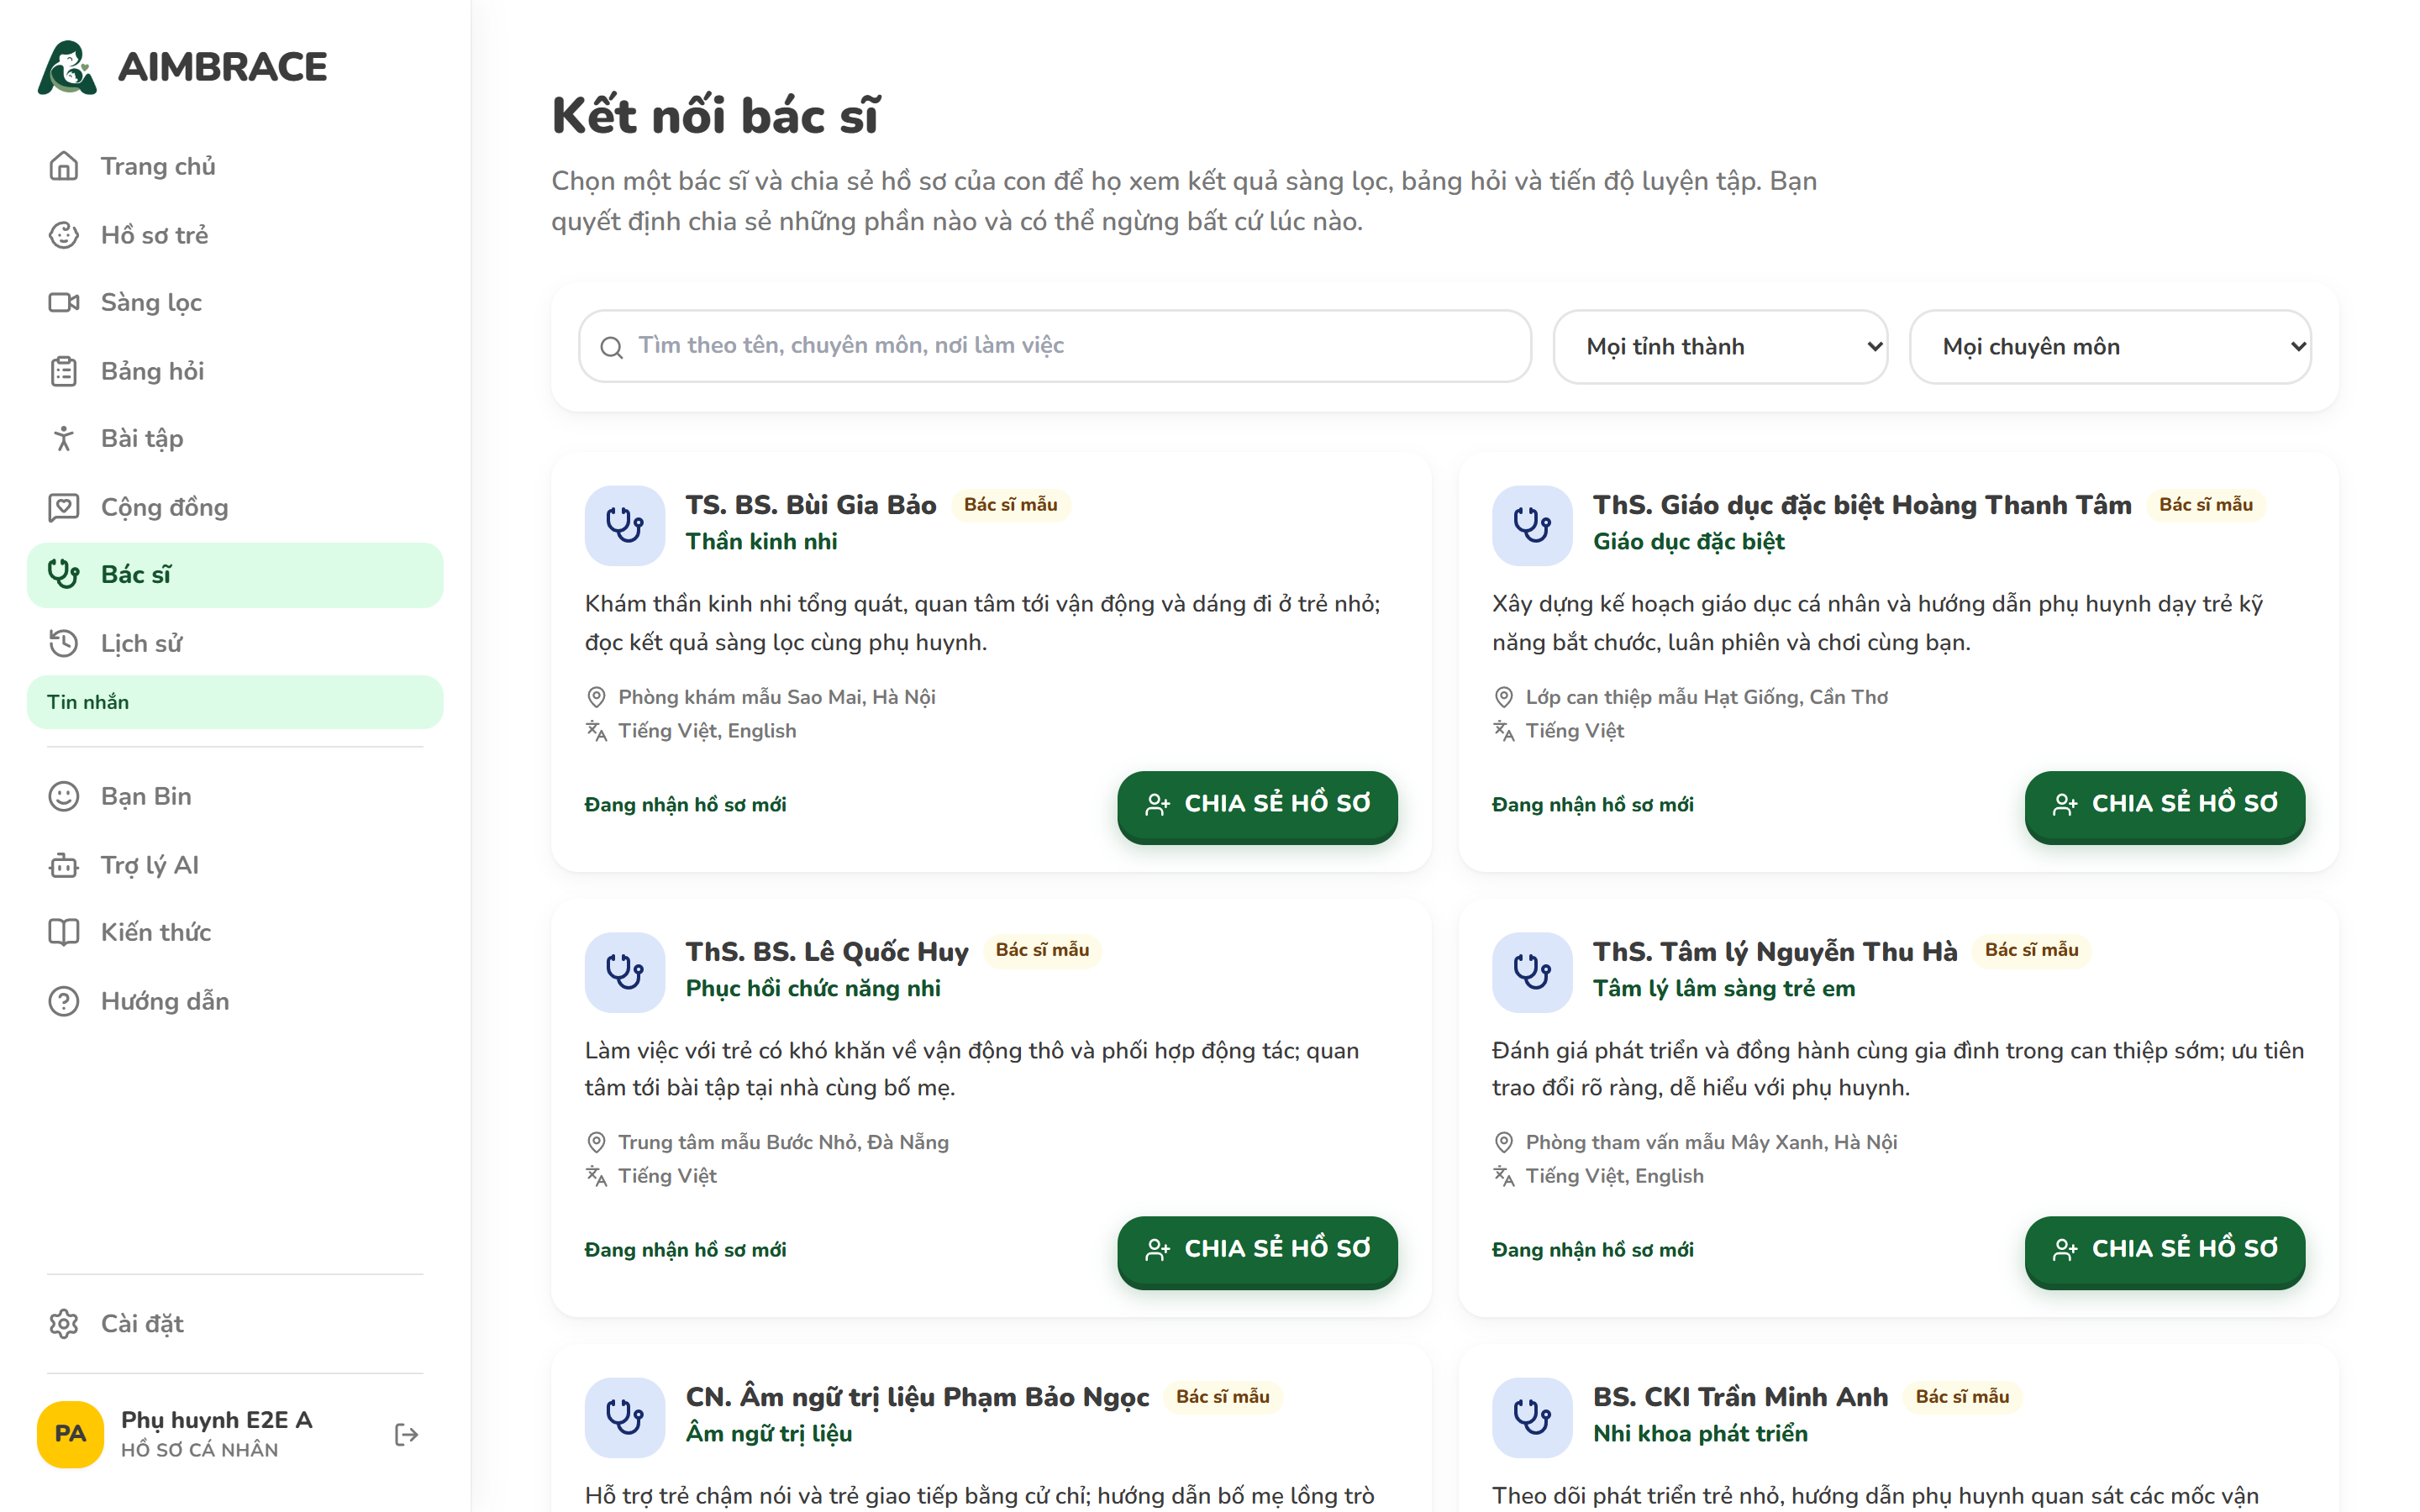 AIMBRACE
Trang chủ
Hồ sơ trẻ
Sàng lọc
Bảng hỏi
Bài tập
Cộng đồng
Bác sĩ
Lịch sử
Tin nhắn
Bạn Bin
Trợ lý AI
Kiến thức
Hướng dẫn
Cài đặt
PA
Phụ huynh E2E A
HỒ SƠ CÁ NHÂN
Kết nối bác sĩ
Chọn một bác sĩ và chia sẻ hồ sơ của con để họ xem kết quả sàng lọc, bảng hỏi và tiến độ luyện tập. Bạn
quyết định chia sẻ những phần nào và có thể ngừng bất cứ lúc nào.
Tìm theo tên, chuyên môn, nơi làm việc
Mọi tỉnh thành
Mọi chuyên môn
TS. BS. Bùi Gia Bảo
Bác sĩ mẫu
Thần kinh nhi
Khám thần kinh nhi tổng quát, quan tâm tới vận động và dáng đi ở trẻ nhỏ;
đọc kết quả sàng lọc cùng phụ huynh.
Phòng khám mẫu Sao Mai, Hà Nội
Tiếng Việt, English
Đang nhận hồ sơ mới
CHIA SẺ HỒ SƠ
ThS. Giáo dục đặc biệt Hoàng Thanh Tâm
Bác sĩ mẫu
Giáo dục đặc biệt
Xây dựng kế hoạch giáo dục cá nhân và hướng dẫn phụ huynh dạy trẻ kỹ
năng bắt chước, luân phiên và chơi cùng bạn.
Lớp can thiệp mẫu Hạt Giống, Cần Thơ
Tiếng Việt
Đang nhận hồ sơ mới
CHIA SẺ HỒ SƠ
ThS. BS. Lê Quốc Huy
Bác sĩ mẫu
Phục hồi chức năng nhi
Làm việc với trẻ có khó khăn về vận động thô và phối hợp động tác; quan
tâm tới bài tập tại nhà cùng bố mẹ.
Trung tâm mẫu Bước Nhỏ, Đà Nẵng
Tiếng Việt
Đang nhận hồ sơ mới
CHIA SẺ HỒ SƠ
ThS. Tâm lý Nguyễn Thu Hà
Bác sĩ mẫu
Tâm lý lâm sàng trẻ em
Đánh giá phát triển và đồng hành cùng gia đình trong can thiệp sớm; ưu tiên
trao đổi rõ ràng, dễ hiểu với phụ huynh.
Phòng tham vấn mẫu Mây Xanh, Hà Nội
Tiếng Việt, English
Đang nhận hồ sơ mới
CHIA SẺ HỒ SƠ
CN. Âm ngữ trị liệu Phạm Bảo Ngọc
Bác sĩ mẫu
Âm ngữ trị liệu
Hỗ trợ trẻ chậm nói và trẻ giao tiếp bằng cử chỉ; hướng dẫn bố mẹ lồng trò
BS. CKI Trần Minh Anh
Bác sĩ mẫu
Nhi khoa phát triển
Theo dõi phát triển trẻ nhỏ, hướng dẫn phụ huynh quan sát các mốc vận